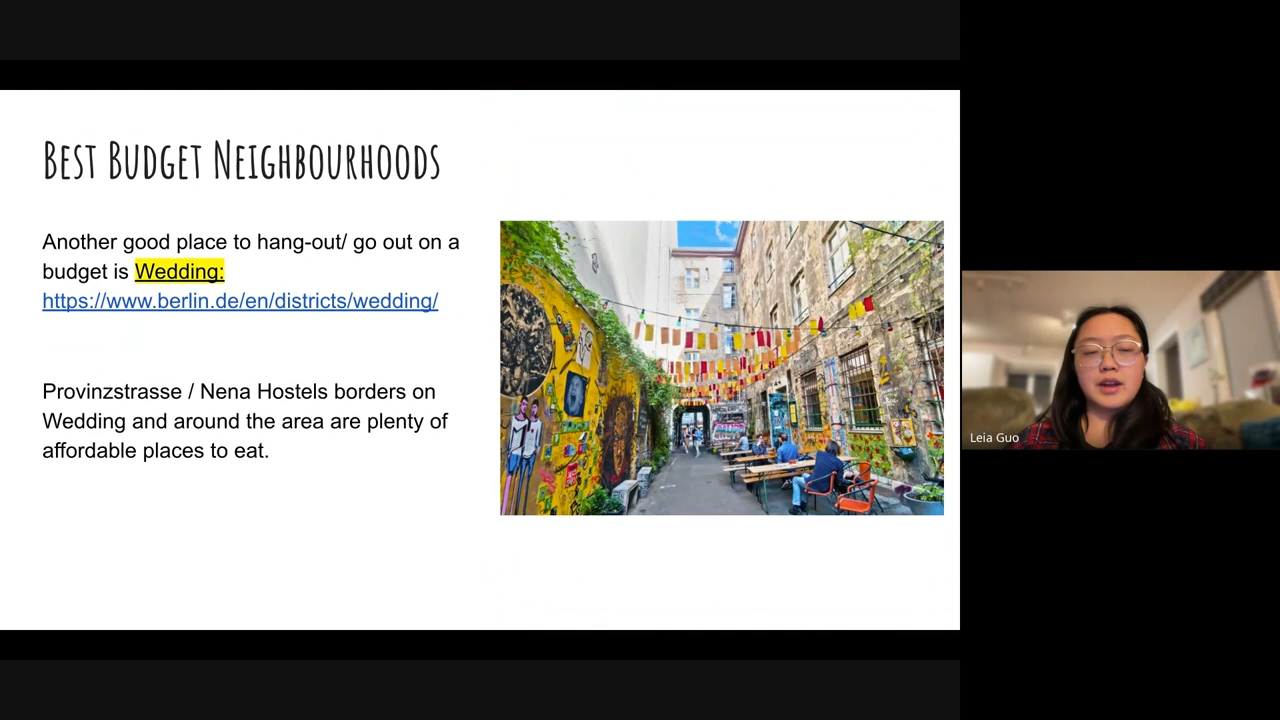 Best Budget Neighbourhoods
Another good place to hang-out/ go out on a
budget is Wedding:
https://www.berlin.de/en/districts/wedding/
Provinzstrasse / Nena Hostels borders on
Wedding and around the area are plenty of
affordable places to eat.
Leia Guo